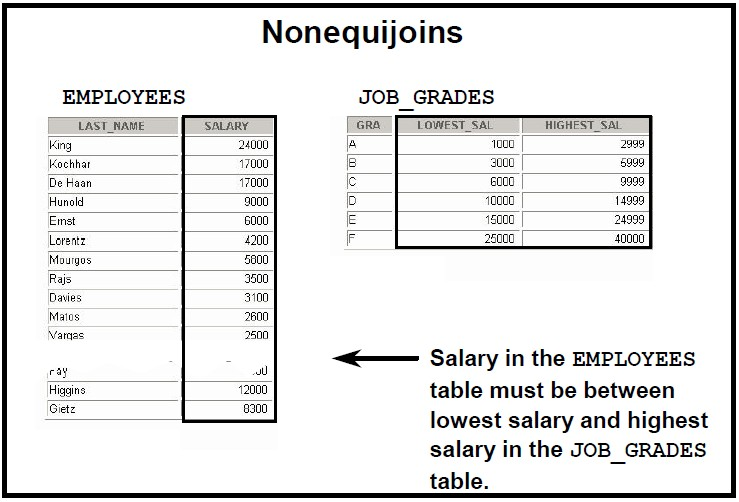 Nonequijoins
EMPLOYEES
LAST_NAME SALARY
King 24000
Kochhar 17000
De Haan 17000
Hunold 9000
Ernst 6000
Lorentz 4200
Mourgos 5800
Rajs 3500
Davies 3100
Matos 2600
Vargas 2500
Higgins 12000
Gietz 8300
JOB_GRADES
GRA LOWEST_SAL HIGHEST_SAL
A 1000 2999
B 3000 5999
C 6000 9999
D 10000 14999
E 15000 24999
F 25000 40000
Salary in the EMPLOYEES
table must be between
lowest salary and highest
salary in the JOB_GRADES
table.